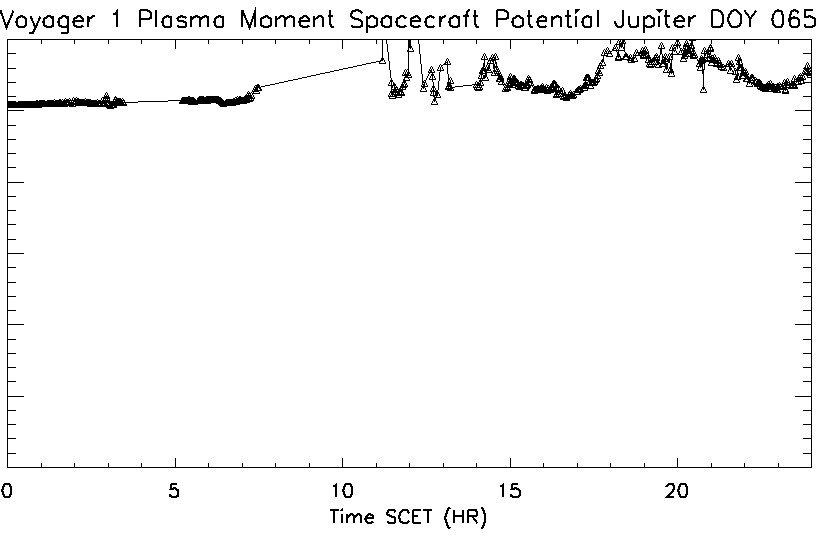 Voyager 1 Plasma Moment Spacecraft Potential Jupiter DOY 065
0 5 10 15 20
Time SCET (HR)